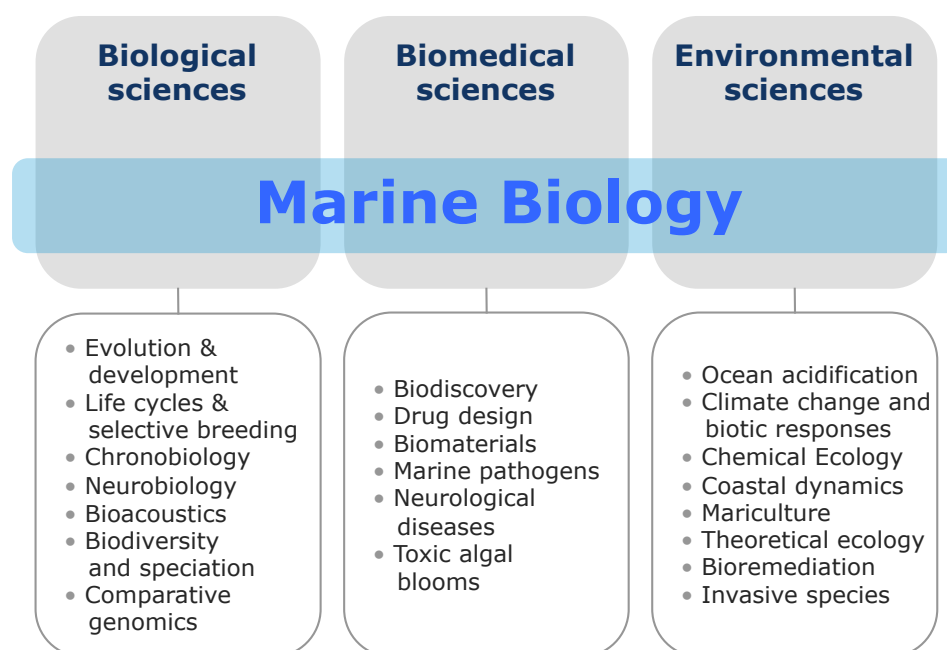 Biological
sciences
Biomedical
sciences
Environmental
sciences
Marine Biology
• Evolution &
development
• Life cycles &
selective breeding
• Chronobiology
• Neurobiology
• Bioacoustics
• Biodiversity
and speciation
• Comparative
genomics
• Biodiscovery
• Drug design
• Biomaterials
• Marine pathogens
• Neurological
diseases
• Toxic algal
blooms
• Ocean acidification
• Climate change and
biotic responses
• Chemical Ecology
• Coastal dynamics
• Mariculture
• Theoretical ecology
• Bioremediation
• Invasive species